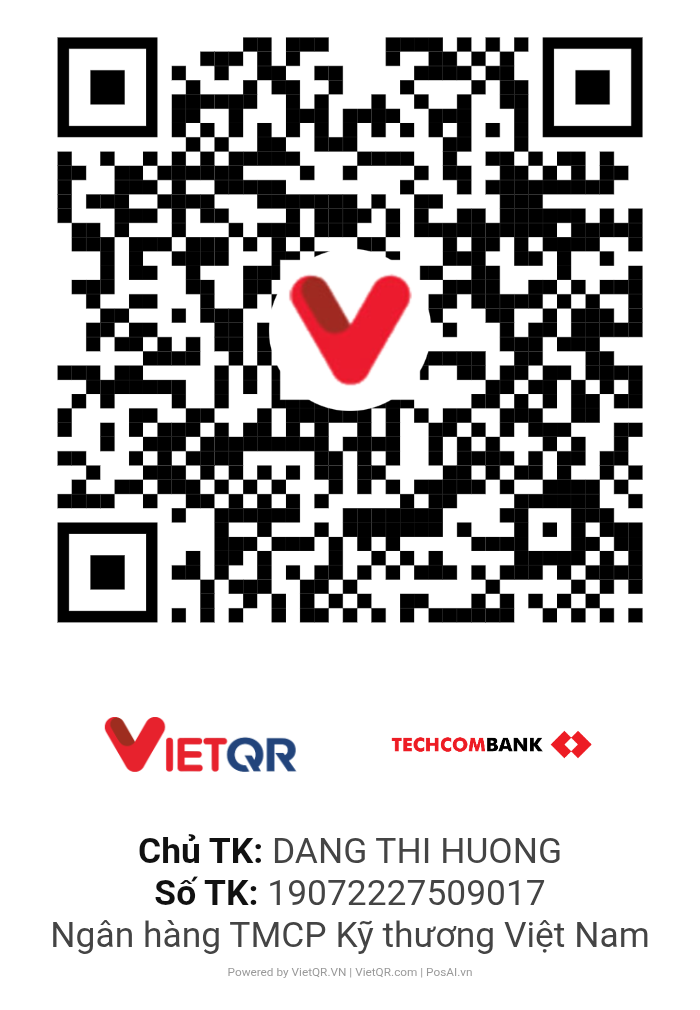 VIETQR
TECHCOMBANK
Chủ TK: DANG THI HUONG
Số TK: 19072227509017
Ngân hàng TMCP Kỹ thương Việt Nam
Powered by VietQR.VN | VietQR.com | PosAI.vn